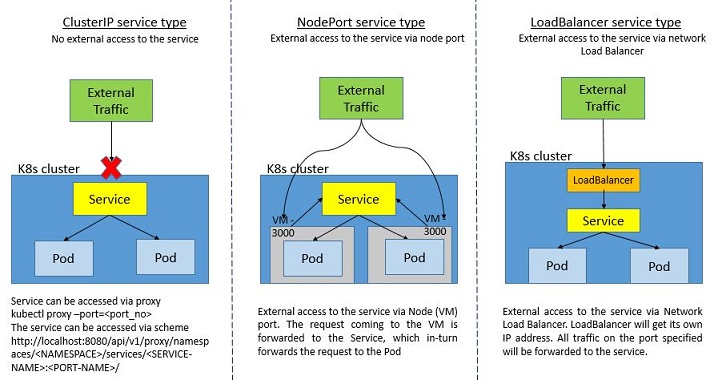 ClusterIP service type
No external access to the service
External
Traffic
K8s cluster
Service
Pod
Pod
Service can be accessed via proxy
kubectl proxy –port=<port_no>
The service can be accessed via scheme
http://localhost:8080/api/v1/proxy/namesp
aces/<NAMESPACE>/services/<SERVICE-
NAME>:<PORT-NAME>/
NodePort service type
External access to the service via node port
External
Traffic
K8s cluster
Service
VM -
3000
VM -
3000
Pod
Pod
External access to the service via Node (VM)
port. The request coming to the VM is
forwarded to the Service, which in-turn
forwards the request to the Pod
LoadBalancer service type
External access to the service via network
Load Balancer
External
Traffic
K8s cluster
LoadBalancer
Service
Pod
Pod
External access to the service via Network
Load Balancer. LoadBalancer will get its own
IP address. All traffic on the port specified
will be forwarded to the service.